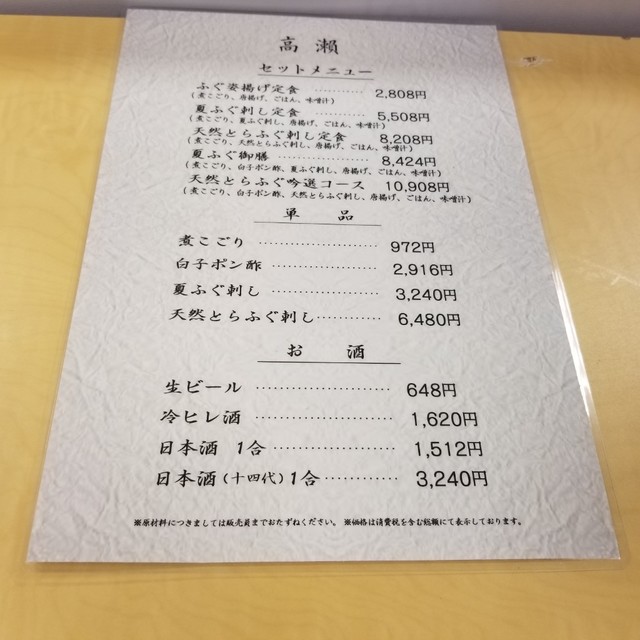 高瀬
セットメニュー
ふぐ姿揚げ定食 2,808円
(煮こごり、唐揚げ、ごはん、味噌汁)
夏ふぐ刺し定食 5,508円
(煮こごり、夏ふぐ刺し、唐揚げ、ごはん、味噌汁)
天然とらふぐ刺し定食 8,208円
(煮こごり、天然とらふぐ刺し、唐揚げ、ごはん、味噌汁)
夏ふぐ御膳 8,424円
(煮こごり、白子ポン酢、夏ふぐ刺し、唐揚げ、ごはん、味噌汁)
天然とらふぐ吟選コース 10,908円
(煮こごり、白子ポン酢、天然とらふぐ刺し、唐揚げ、ごはん、味噌汁)
単品
煮こごり 972円
白子ポン酢 2,916円
夏ふぐ刺し 3,240円
天然とらふぐ刺し 6,480円
お酒
生ビール 648円
冷ヒレ酒 1,620円
日本酒 1合 1,512円
日本酒(十四代)1合 3,240円
※原材料につきましては販売員までおたずねください。 ※価格は消費税を含む総額にて表示しております。